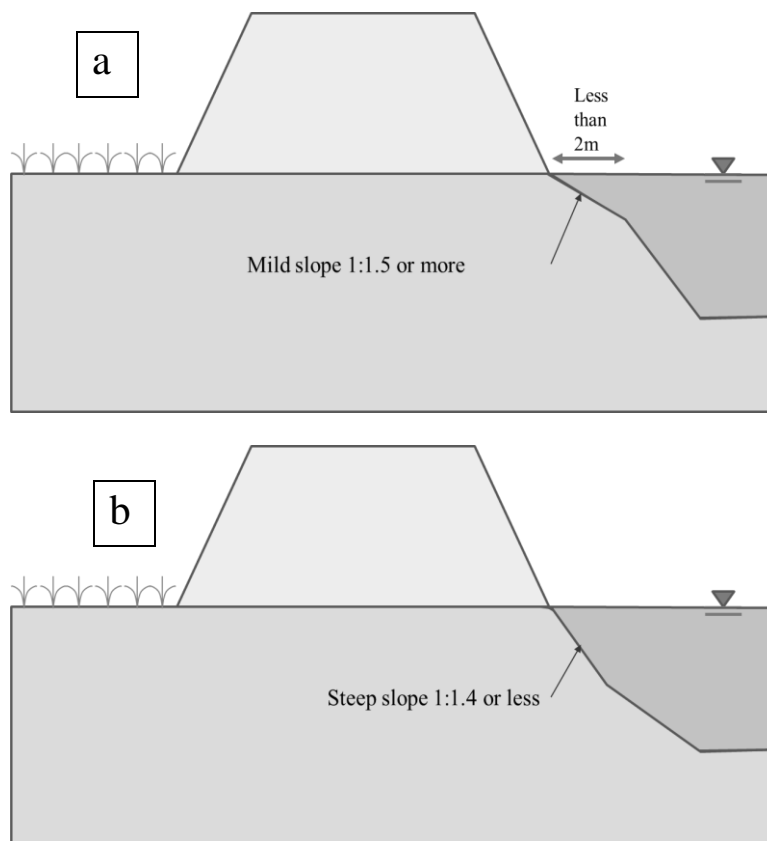 a
Less
than
2m
Mild slope 1:1.5 or more
b
Steep slope 1:1.4 or less